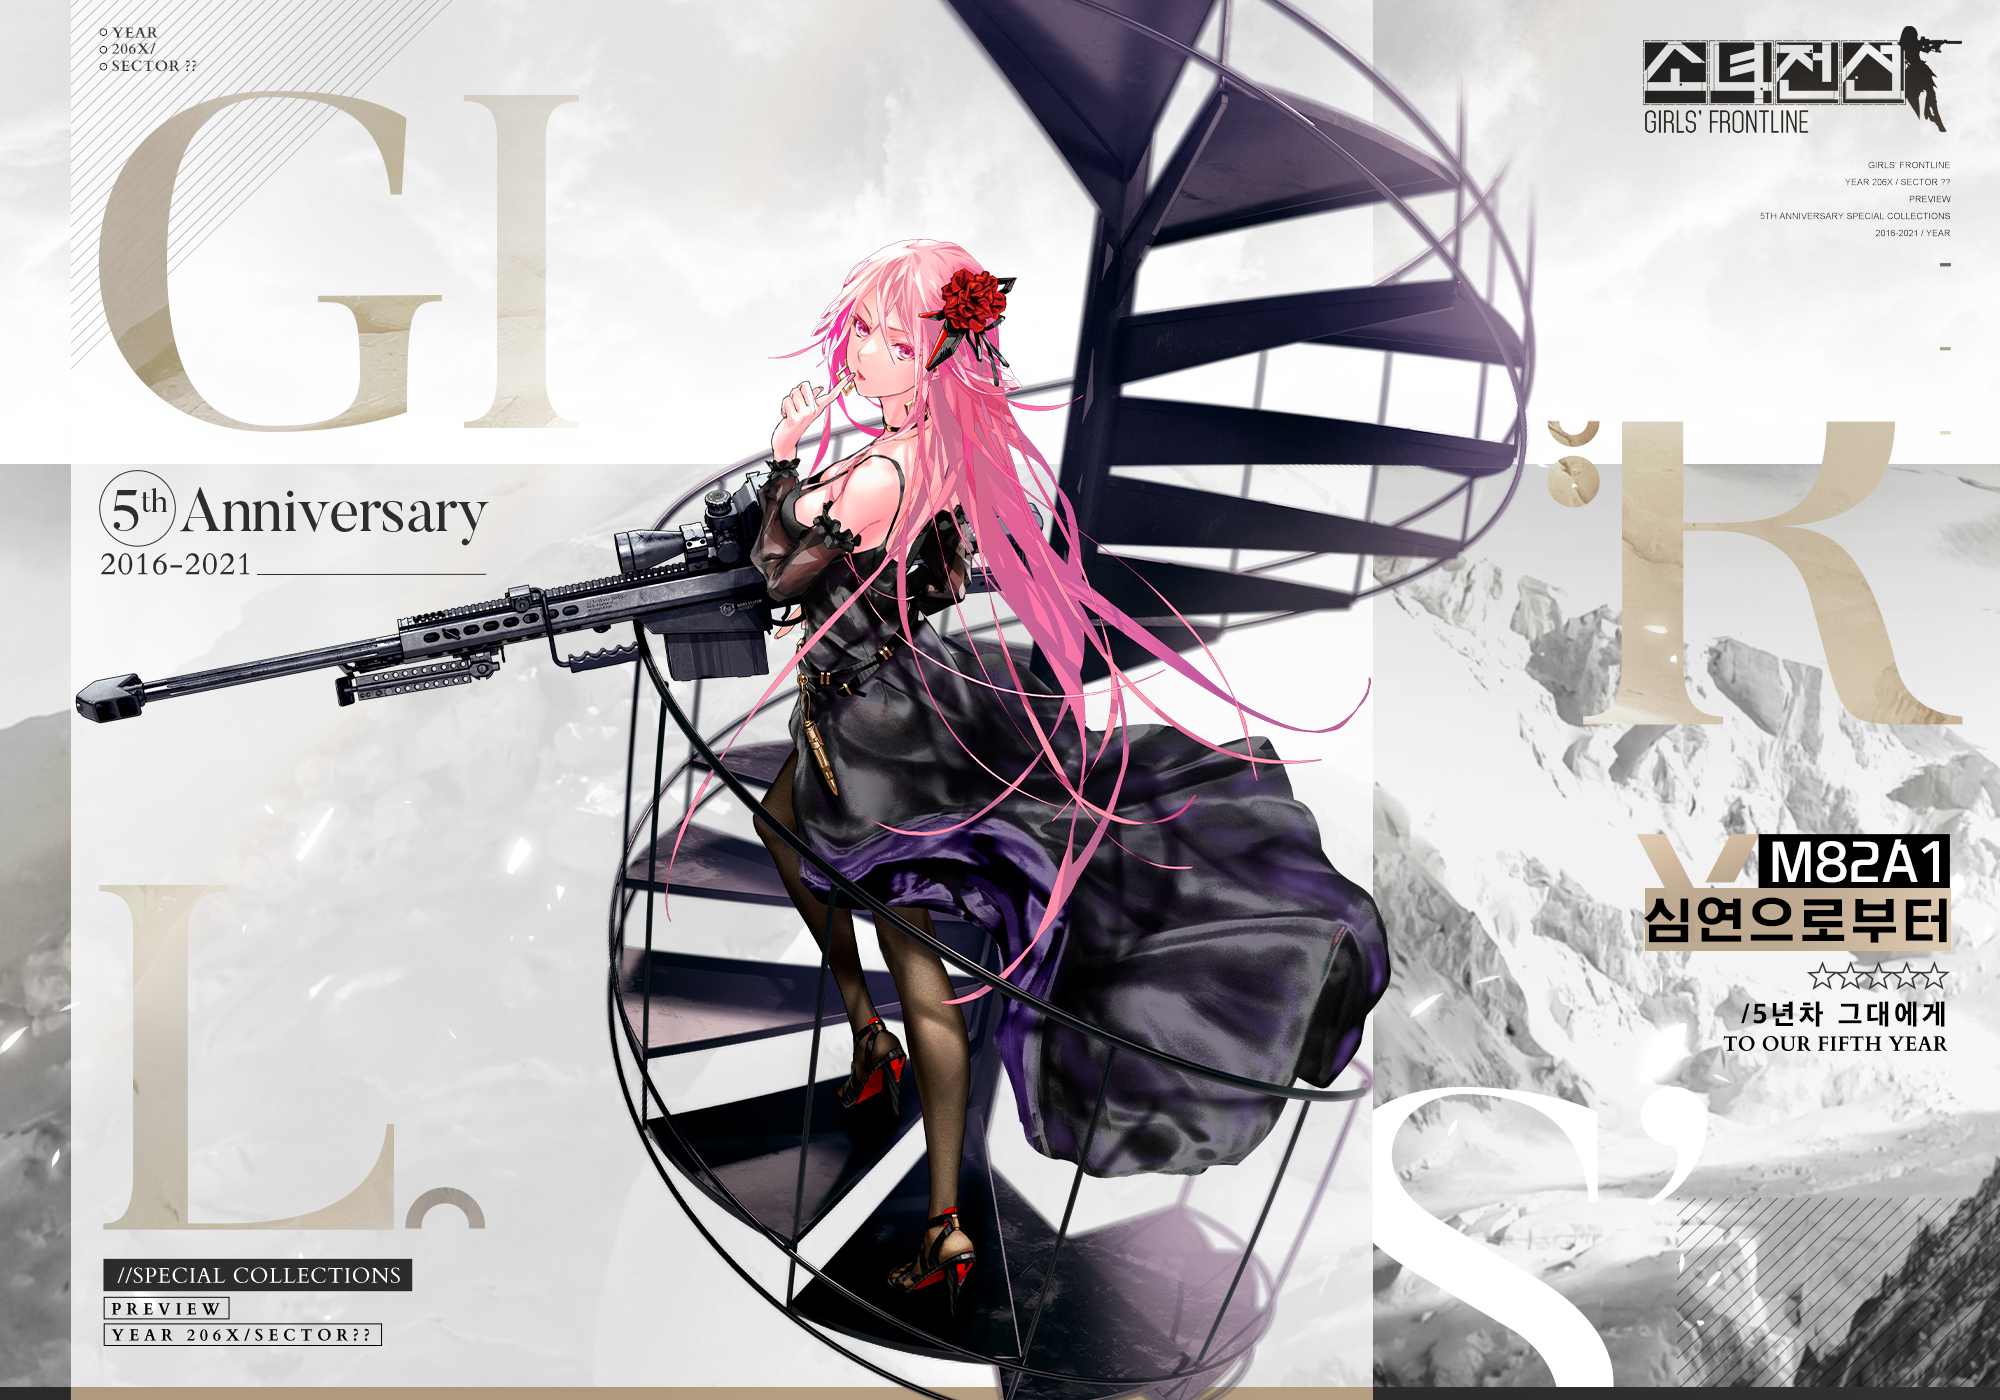 YEAR
206X/
SECTOR ??
GI
5th Anniversary
2016-2021
L
//SPECIAL COLLECTIONS
PREVIEW
YEAR 206X/SECTOR??
소녀전선
GIRLS' FRONTLINE
GIRLS' FRONTLINE
YEAR 206X / SECTOR ??
PREVIEW
5TH ANNIVERSARY SPECIAL COLLECTIONS
2016-2021 / YEAR
K
M82A1
심연으로부터
☆☆☆☆☆
/5년차 그대에게
TO OUR FIFTH YEAR
S'